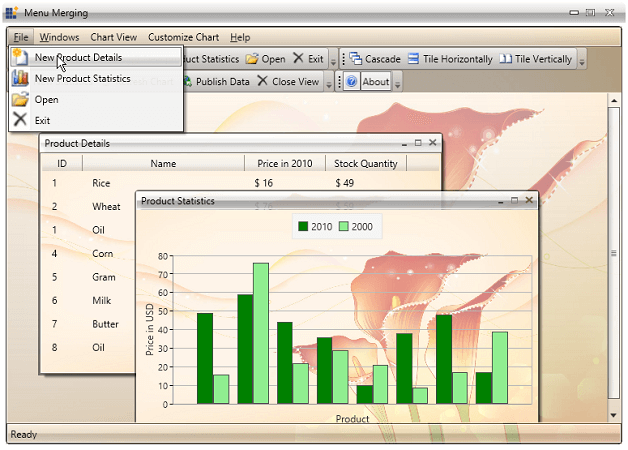 Menu Merging
File Windows Chart View Customize Chart Help
New Product Details
New Product Statistics
Open
Exit
duct Statistics Open Exit Cascade Tile Horizontally Tile Vertically
Publish Data Close View About
Product Details
ID Name Price in 2010 Stock Quantity
1 Rice $ 16 $ 49
2 Wheat
1 Oil
4 Corn
5 Gram
6 Milk
7 Butter
8 Oil
Product Statistics
2010 2000
Price in USD
80
70
60
50
40
30
20
10
0
Product
Ready